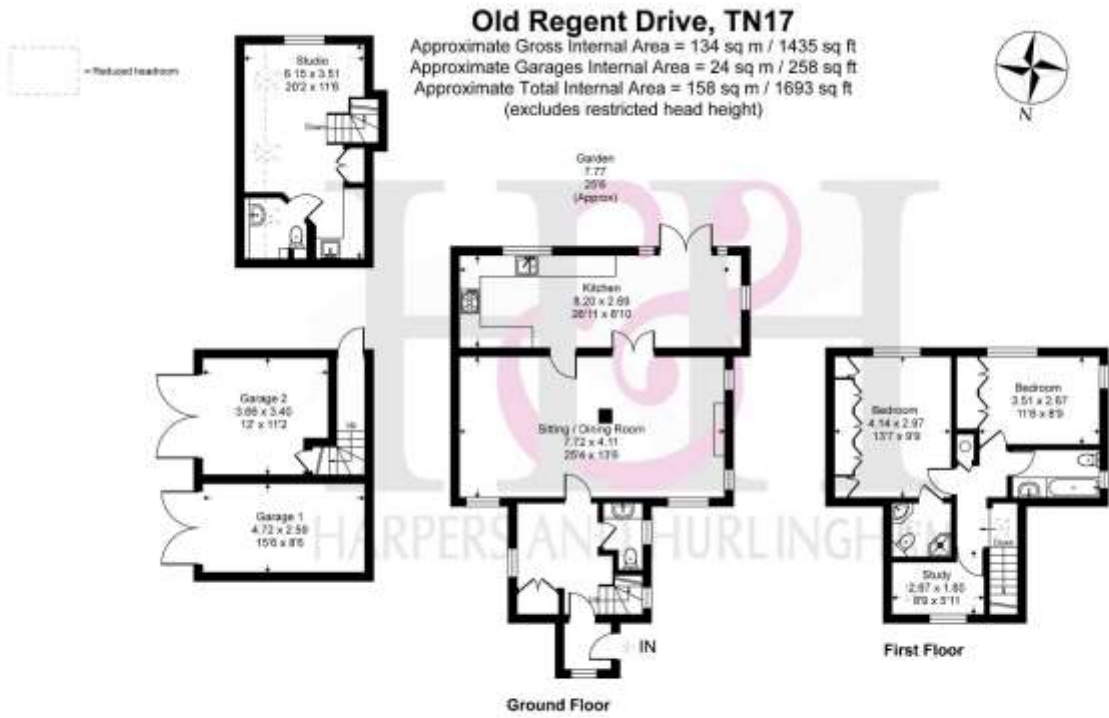 Old Regent Drive, TN17
Approximate Gross Internal Area = 134 sq m / 1435 sq ft
Approximate Garages Internal Area = 24 sq m / 258 sq ft
Approximate Total Internal Area = 158 sq m / 1693 sq ft
(excludes restricted head height)
= Reduced headroom
N
Studio
6.15 x 3.51
20'2 x 11'6
Down
Garden
7.77
25'6
(Approx)
Kitchen
8.20 x 2.69
26'11 x 8'10
Garage 2
3.66 x 3.40
12' x 11'2
Up
Sitting / Dining Room
7.72 x 4.11
25'4 x 13'6
Bedroom
4.14 x 2.97
13'7 x 9'9
Bedroom
3.51 x 2.67
11'6 x 8'9
Garage 1
4.72 x 2.59
15'6 x 8'6
Up
Down
Study
2.67 x 1.80
8'9 x 5'11
IN
Ground Floor
First Floor
H&H
HARPERS AND HURLINGHAM